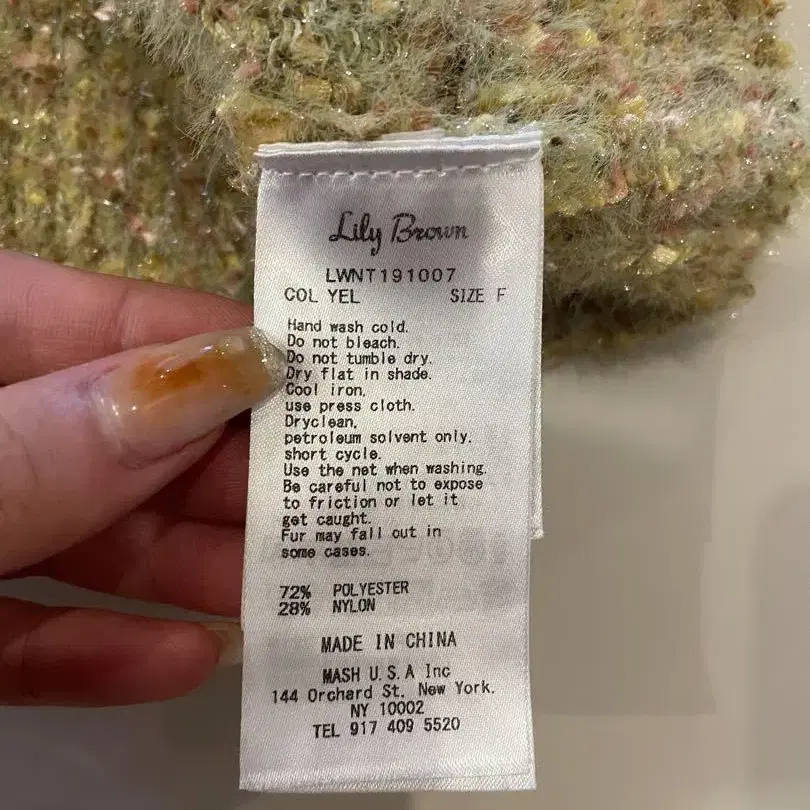 Lily Brown
LWNT191007
COL YEL SIZE F
Hand wash cold.
Do not bleach.
Do not tumble dry.
Dry flat in shade.
Cool iron,
use press cloth.
Dryclean,
petroleum solvent only.
short cycle.
Use the net when washing.
Be careful not to expose
to friction or let it
get caught.
Fur may fall out in
some cases.
72% POLYESTER
28% NYLON
MADE IN CHINA
MASH U.S.A Inc
144 Orchard St. New York.
NY 10002
TEL 917 409 5520